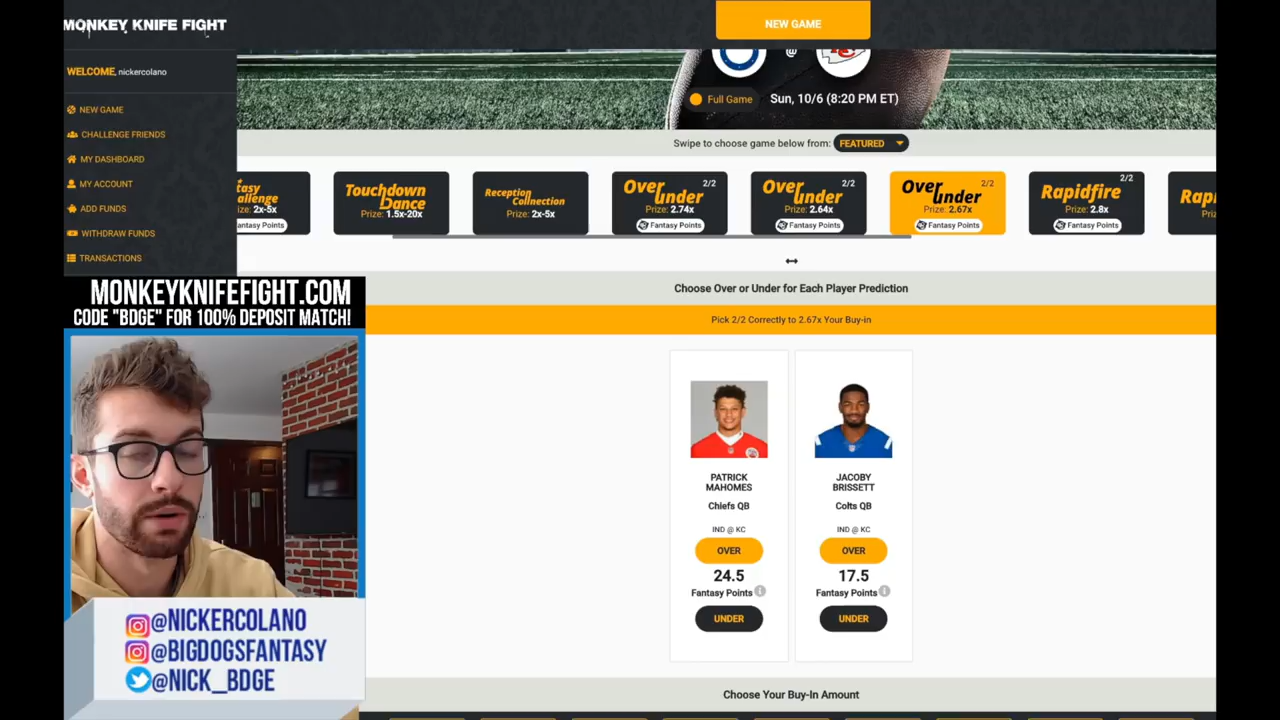 MONKEY KNIFE FIGHT
NEW GAME
WELCOME, nickercolano
NEW GAME
CHALLENGE FRIENDS
MY DASHBOARD
MY ACCOUNT
ADD FUNDS
WITHDRAW FUNDS
TRANSACTIONS
@
Full Game
Sun, 10/6 (8:20 PM ET)
Swipe to choose game below from: FEATURED
Touchdown Dance
Prize: 1.5x-20x
Reception Connection
Prize: 2x-5x
Over under 2/2
Prize: 2.74x
Fantasy Points
Over under 2/2
Prize: 2.64x
Fantasy Points
Over under 2/2
Prize: 2.67x
Fantasy Points
Rapidfire 2/2
Prize: 2.8x
Fantasy Points
Choose Over or Under for Each Player Prediction
Pick 2/2 Correctly to 2.67x Your Buy-in
PATRICK
MAHOMES
Chiefs QB
IND @ KC
OVER
24.5
Fantasy Points
UNDER
JACOBY
BRISSETT
Colts QB
IND @ KC
OVER
17.5
Fantasy Points
UNDER
Choose Your Buy-In Amount
MONKEYKNIFEFIGHT.COM
CODE "BDGE" FOR 100% DEPOSIT MATCH!
@NICKERCOLANO
@BIGDOGSFANTASY
@NICK_BDGE